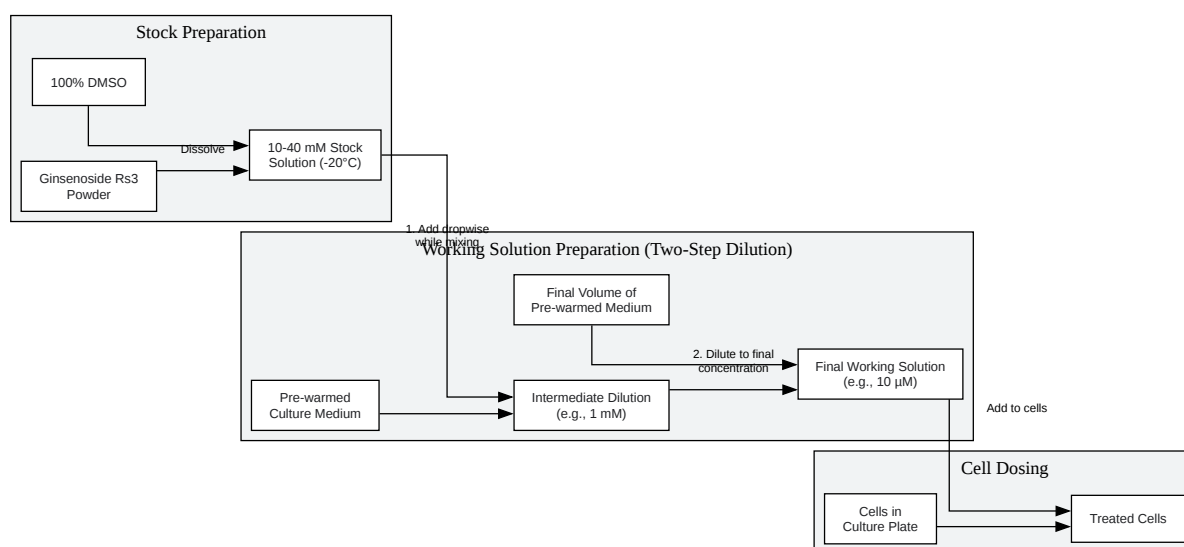 Stock Preparation
100% DMSO
Dissolve
10-40 mM Stock
Solution (-20°C)
Ginsenoside Rs3
Powder
1. Add dropwise
while mixing
Working Solution Preparation (Two-Step Dilution)
Final Volume of
Pre-warmed Medium
2. Dilute to final
concentration
Final Working Solution
(e.g., 10 µM)
Pre-warmed
Culture Medium
Intermediate Dilution
(e.g., 1 mM)
Add to cells
Cell Dosing
Cells in
Culture Plate
Treated Cells